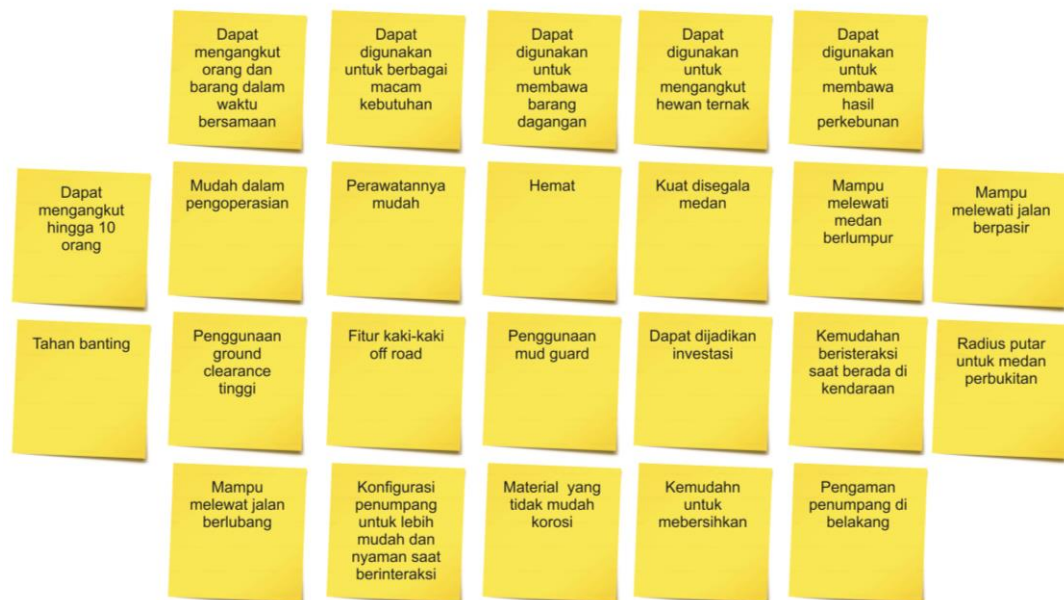 Dapat
mengangkut
orang dan
barang dalam
waktu
bersamaan
Dapat
digunakan
untuk berbagai
macam
kebutuhan
Dapat
digunakan
untuk
membawa
barang
dagangan
Dapat
digunakan
untuk
mengangkut
hewan ternak
Dapat
digunakan
untuk
membawa
hasil
perkebunan
Dapat
mengangkut
hingga 10
orang
Mudah dalam
pengoperasian
Perawatannya
mudah
Hemat
Kuat disegala
medan
Mampu
melewati
medan
berlumpur
Mampu
melewati jalan
berpasir
Tahan banting
Penggunaan
ground
clearance
tinggi
Fitur kaki-kaki
off road
Penggunaan
mud guard
Dapat dijadikan
investasi
Kemudahan
beristeraksi
saat berada di
kendaraan
Radius putar
untuk medan
perbukitan
Mampu
melewat jalan
berlubang
Konfigurasi
penumpang
untuk lebih
mudah dan
nyaman saat
berinteraksi
Material yang
tidak mudah
korosi
Kemudahn
untuk
mebersihkan
Pengaman
penumpang di
belakang